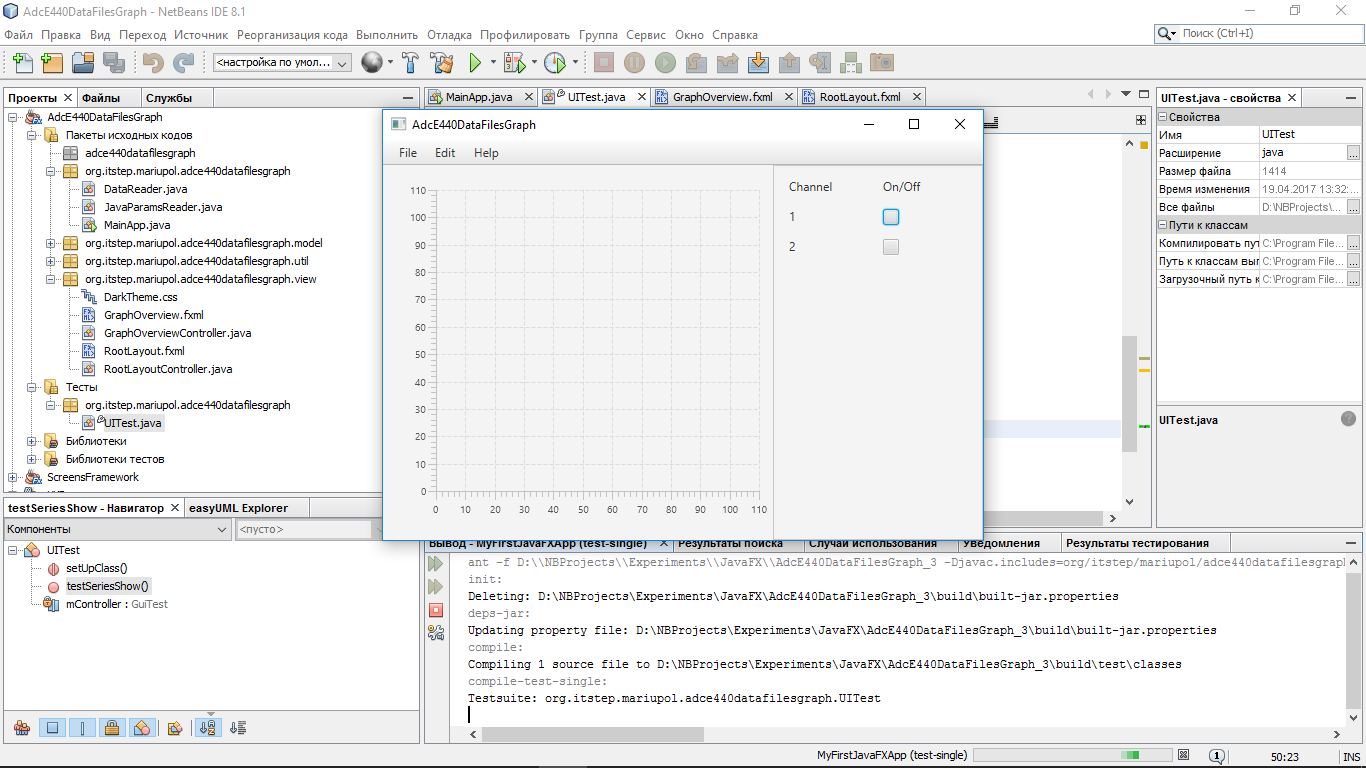 AdcE440DataFilesGraph - NetBeans IDE 8.1
Файл Правка Вид Переход Источник Реорганизация кода Выполнить Отладка Профилировать Группа Сервис Окно Справка
Поиск (Ctrl+I)
<настройка по умол...
Проекты Файлы Службы
AdcE440DataFilesGraph
Пакеты исходных кодов
adce440datafilesgraph
org.itstep.mariupol.adce440datafilesgraph
DataReader.java
JavaParamsReader.java
MainApp.java
org.itstep.mariupol.adce440datafilesgraph.model
org.itstep.mariupol.adce440datafilesgraph.util
org.itstep.mariupol.adce440datafilesgraph.view
DarkTheme.css
GraphOverview.fxml
GraphOverviewController.java
RootLayout.fxml
RootLayoutController.java
Тесты
org.itstep.mariupol.adce440datafilesgraph
UITest.java
Библиотеки
Библиотеки тестов
ScreensFramework
testSeriesShow - Навигатор easyUML Explorer
Компоненты <пусто>
UITest
setUpClass()
testSeriesShow()
mController : GuiTest
MainApp.java UITest.java GraphOverview.fxml RootLayout.fxml
AdcE440DataFilesGraph
File Edit Help
110
100
90
80
70
60
50
40
30
20
10
0
0 10 20 30 40 50 60 70 80 90 100 110
Channel On/Off
1
2
UITest.java - свойства
Свойства
Имя UITest
Расширение java ...
Размер файла 1414
Время изменения 19.04.2017 13:32:...
Все файлы D:\NBProjects\... ...
Пути к классам
Компилировать пут C:\Program File... ...
Путь к классам вып C:\Program File... ...
Загрузочный путь к C:\Program File... ...
UITest.java
?
Вывод - MyFirstJavaFXApp (test-single) Результаты поиска Случаи использования Уведомления Результаты тестирования
ant -f D:\\NBProjects\\Experiments\\JavaFX\\AdcE440DataFilesGraph_3 -Djavac.includes=org/itstep/mariupol/adce440datafilesgraph
init:
Deleting: D:\NBProjects\Experiments\JavaFX\AdcE440DataFilesGraph_3\build\built-jar.properties
deps-jar:
Updating property file: D:\NBProjects\Experiments\JavaFX\AdcE440DataFilesGraph_3\build\built-jar.properties
compile:
Compiling 1 source file to D:\NBProjects\Experiments\JavaFX\AdcE440DataFilesGraph_3\build\test\classes
compile-test-single:
Testsuite: org.itstep.mariupol.adce440datafilesgraph.UITest
MyFirstJavaFXApp (test-single) 1 50:23 INS